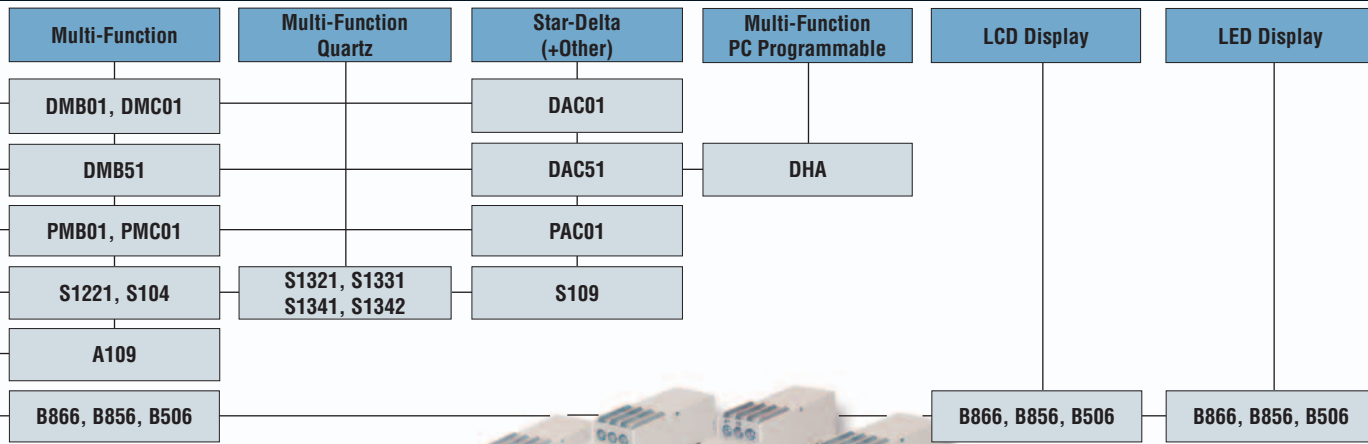 Multi-Function
Multi-Function
Quartz
Star-Delta
(+Other)
Multi-Function
PC Programmable
LCD Display
LED Display
DMB01, DMC01
DAC01
DMB51
DAC51
DHA
PMB01, PMC01
PAC01
S1221, S104
S1321, S1331
S1341, S1342
S109
A109
B866, B856, B506
B866, B856, B506
B866, B856, B506